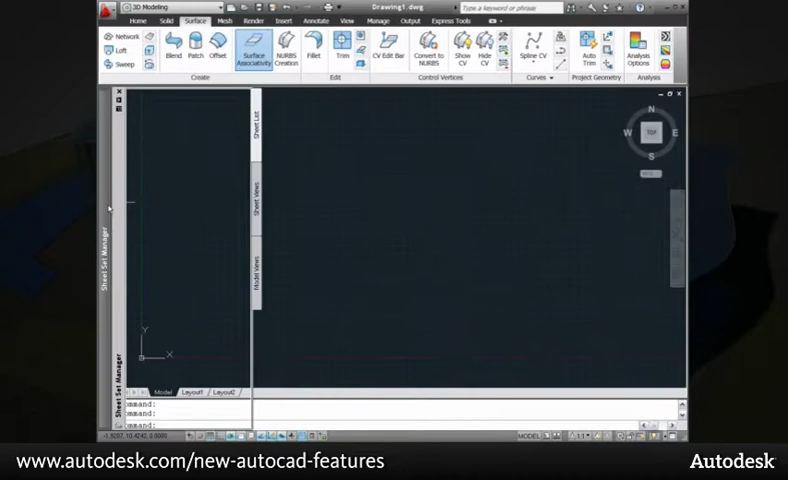 3D Modeling
Drawing1.dwg
Type a keyword or phrase
Home Solid Surface Mesh Render Insert Annotate View Manage Output Express Tools
Network
Loft
Sweep
Blend Patch Offset
Surface Associativity
NURBS Creation
Fillet Trim
CV Edit Bar
Convert to NURBS
Show CV
Hide CV
Spline CV
Auto Trim
Analysis Options
Create Edit Control Vertices Curves Project Geometry Analysis
Sheet List
Sheet Views
Model Views
Sheet Set Manager
Sheet Set Manager
N
W TOP E
S
Y
X
Model Layout1 Layout2
ommand:
ommand:
ommand:
MODEL
1:1
www.autodesk.com/new-autocad-features
Autodesk